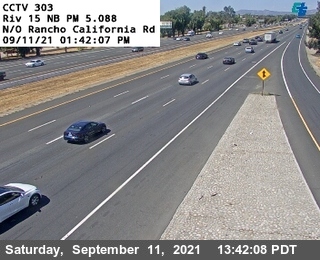 CCTV 303
Riv 15 NB PM 5.088
N/O Rancho California Rd
09/11/21 01:42:07 PM
Saturday, September 11, 2021 13:42:08 PDT